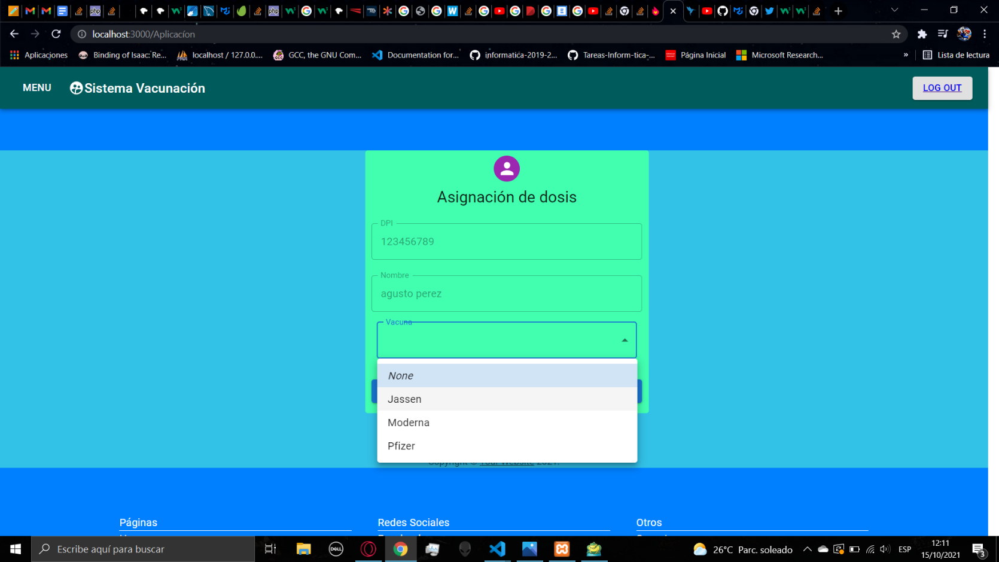 localhost:3000/Aplicacíon
Aplicaciones
Binding of Isaac: Re...
localhost / 127.0.0....
GCC, the GNU Com...
Documentation for...
informatica-2019-2...
Tareas-Inform-tica-...
Página Inicial
Microsoft Research...
»
Lista de lectura
MENU
Sistema Vacunación
LOG OUT
Asignación de dosis
DPI
123456789
Nombre
agusto perez
Vacuna
None
Jassen
Moderna
Pfizer
Copyright © Your Website 2021.
Páginas
Redes Sociales
Otros
Escribe aquí para buscar
26°C Parc. soleado
ESP
12:11
15/10/2021
3